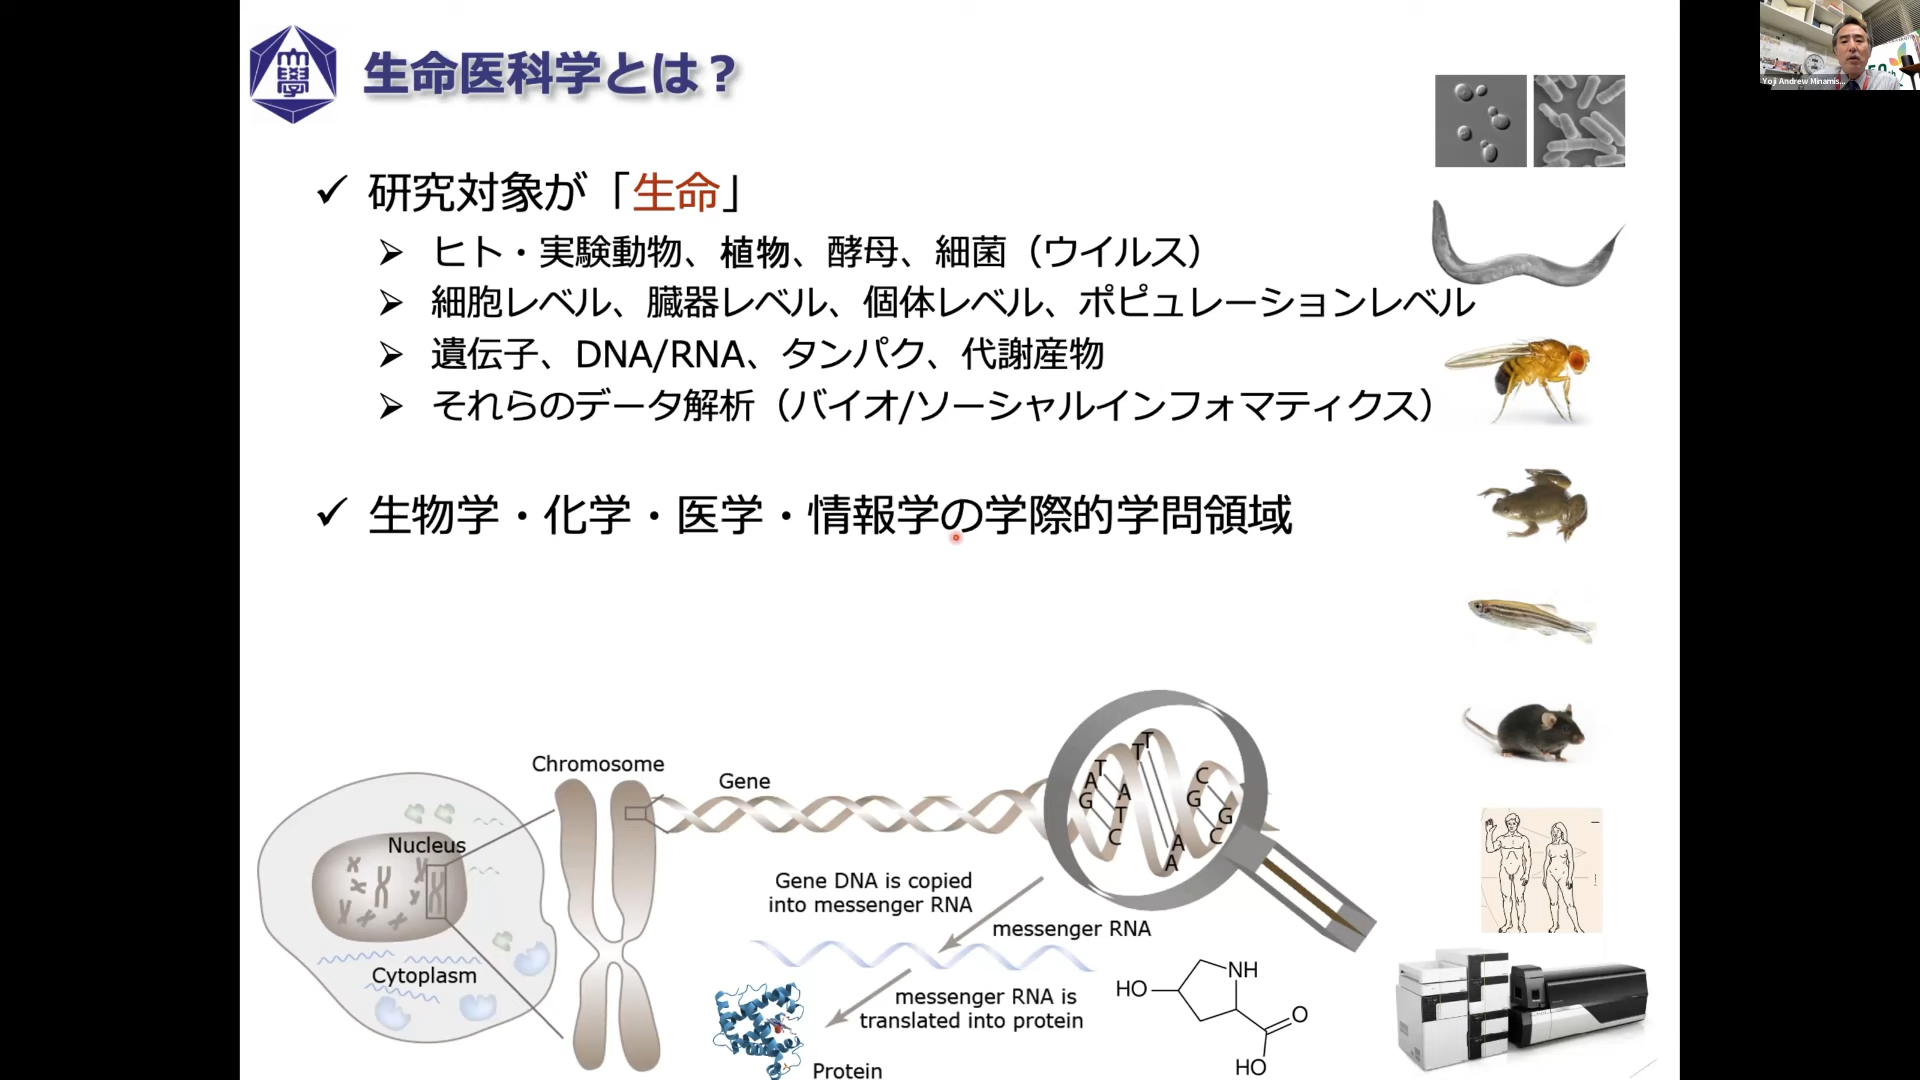 大學
生命医科学とは？
Yoji Andrew Minamis...
✓ 研究対象が「生命」
➢ ヒト・実験動物、植物、酵母、細菌（ウイルス）
➢ 細胞レベル、臓器レベル、個体レベル、ポピュレーションレベル
➢ 遺伝子、DNA/RNA、タンパク、代謝産物
➢ それらのデータ解析（バイオ/ソーシャルインフォマティクス）
✓ 生物学・化学・医学・情報学の学際的学問領域
Chromosome
Gene
Nucleus
Cytoplasm
G A T
C T A
T T
A A
G C
C G
Gene DNA is copied
into messenger RNA
messenger RNA
messenger RNA is
translated into protein
Protein
NH
HO
O
HO